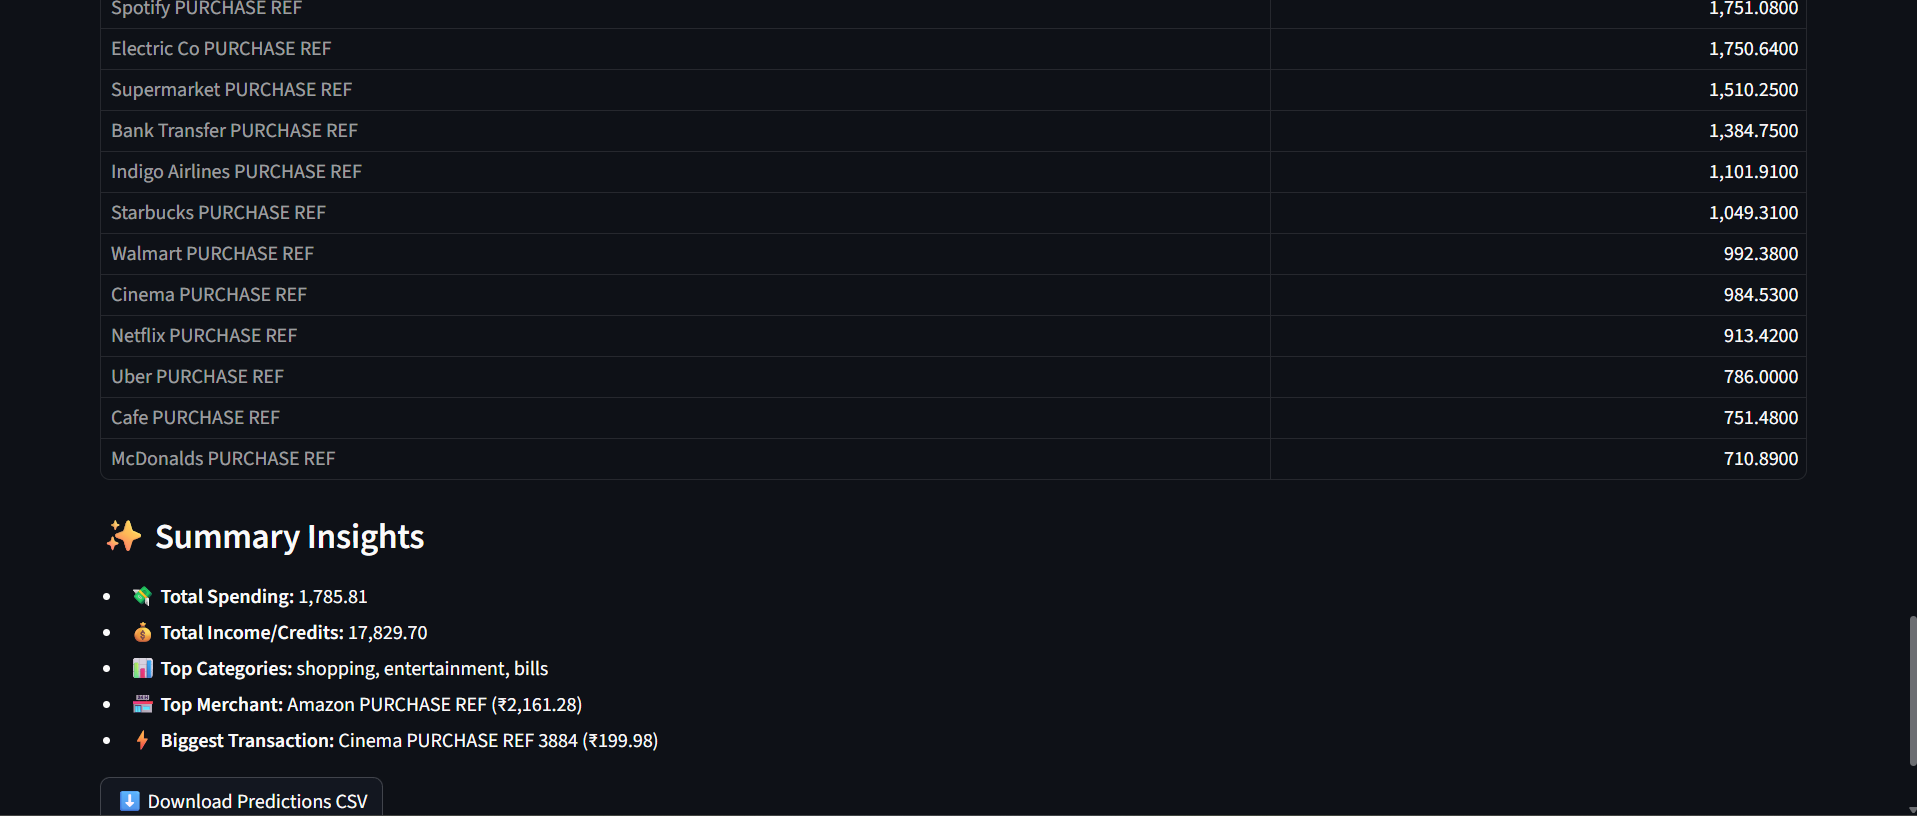 Spotify PURCHASE REF 1,751.0800
Electric Co PURCHASE REF 1,750.6400
Supermarket PURCHASE REF 1,510.2500
Bank Transfer PURCHASE REF 1,384.7500
Indigo Airlines PURCHASE REF 1,101.9100
Starbucks PURCHASE REF 1,049.3100
Walmart PURCHASE REF 992.3800
Cinema PURCHASE REF 984.5300
Netflix PURCHASE REF 913.4200
Uber PURCHASE REF 786.0000
Cafe PURCHASE REF 751.4800
McDonalds PURCHASE REF 710.8900
✨ Summary Insights
• 💸 Total Spending: 1,785.81
• 💰 Total Income/Credits: 17,829.70
• 📊 Top Categories: shopping, entertainment, bills
• 🏪 Top Merchant: Amazon PURCHASE REF (₹2,161.28)
• ⚡ Biggest Transaction: Cinema PURCHASE REF 3884 (₹199.98)
⬇️ Download Predictions CSV